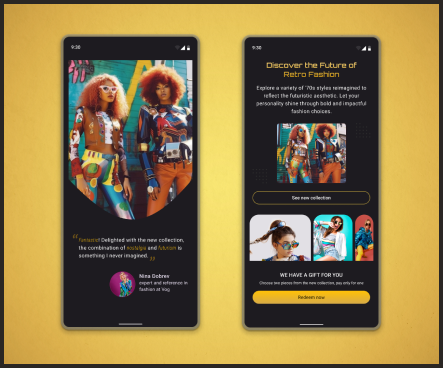 9:30
Fantastic! Delighted with the new collection,
the combination of nostalgia and futurism is
something I never imagined.
Nina Dobrev
expert and reference in
fashion at Vog
9:30
Discover the Future of
Retro Fashion
Explore a variety of '70s styles reimagined to
reflect the futuristic aesthetic. Let your
personality shine through bold and impactful
fashion choices.
See new collection
WE HAVE A GIFT FOR YOU
Choose two pieces from the new collection, pay only for one
Redeem now